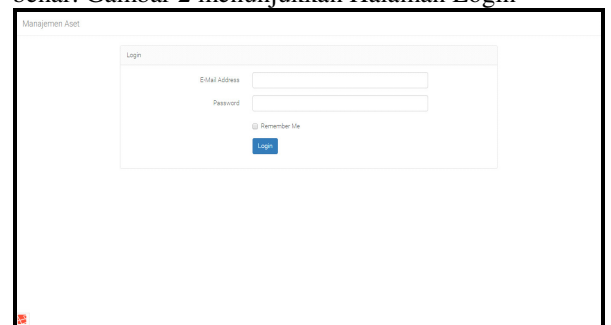 benar. Gambar 2 menunjukkan Halaman Login
Manajemen Aset
Login
E-Mail Address
Password
Remember Me
Login